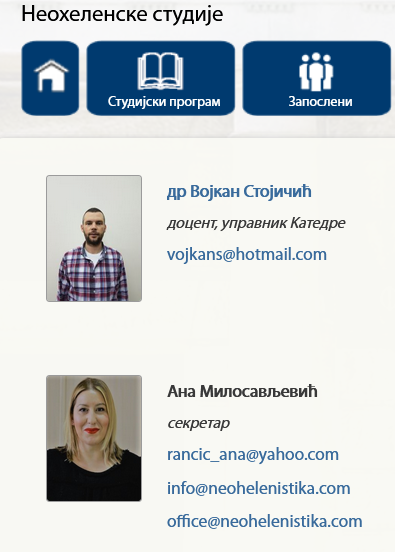 Неохеленске студије
Студијски програм
Запослени
др Војкан Стојичић
доцент, управник Катедре
vojkans@hotmail.com
Ана Милосављевић
секретар
rancic_ana@yahoo.com
info@neohelenistika.com
office@neohelenistika.com